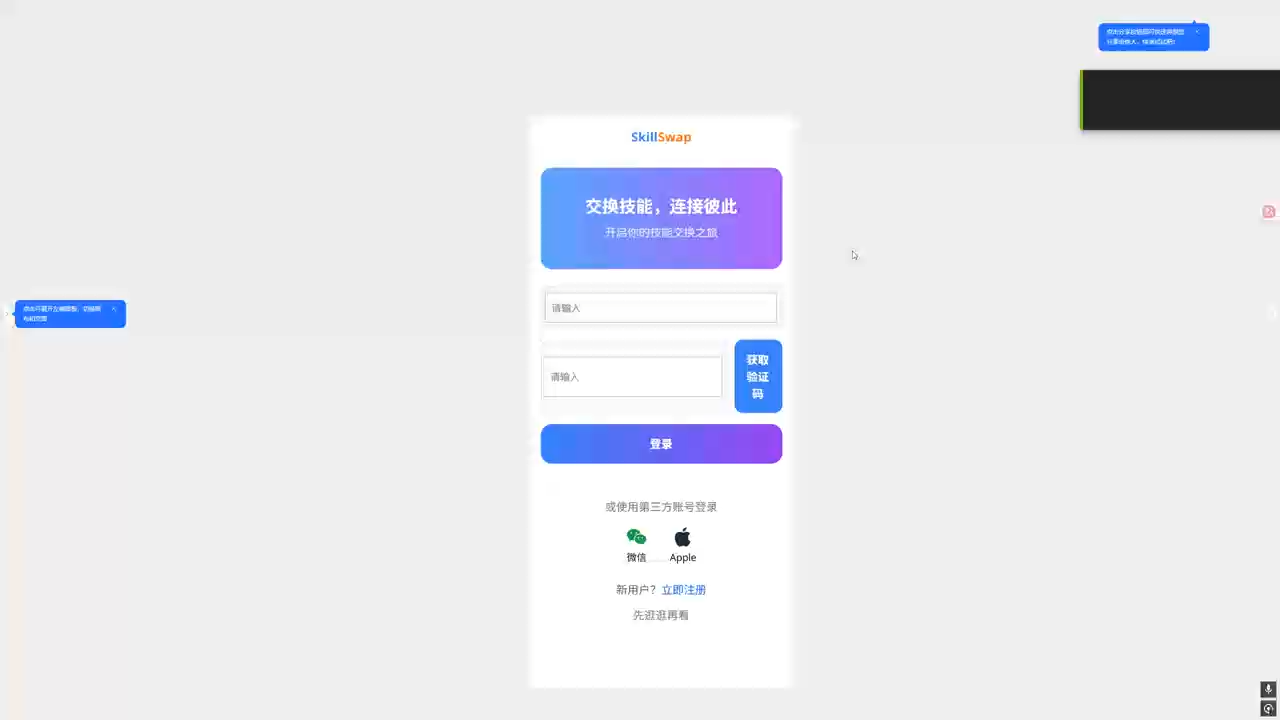 SkillSwap
交换技能，连接彼此
开启你的技能交换之旅
请输入
请输入
获取
验证
码
登录
或使用第三方账号登录
微信
Apple
新用户？立即注册
先逛逛再看